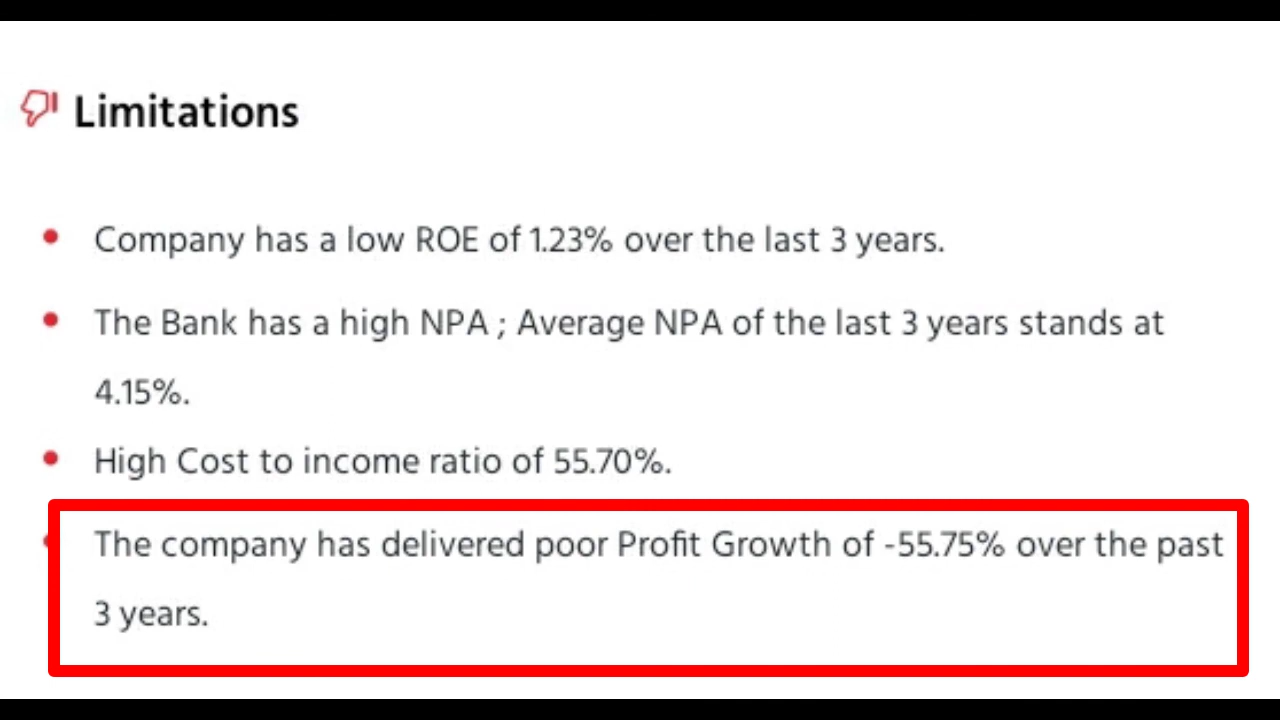 Limitations
Company has a low ROE of 1.23% over the last 3 years.
The Bank has a high NPA ; Average NPA of the last 3 years stands at
4.15%.
High Cost to income ratio of 55.70%.
The company has delivered poor Profit Growth of -55.75% over the past
3 years.